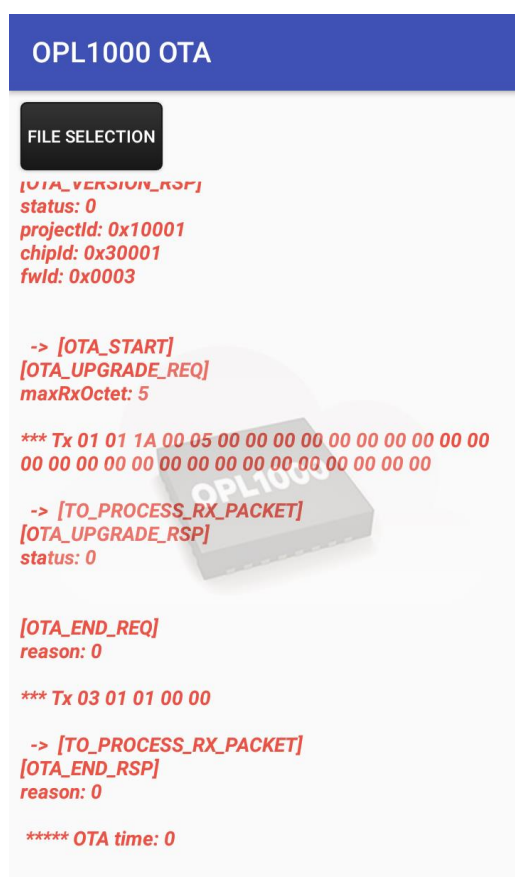 OPL1000 OTA
FILE SELECTION
[OTA_VERSION_RSP]
status: 0
projectId: 0x10001
chipId: 0x30001
fwId: 0x0003
-> [OTA_START]
[OTA_UPGRADE_REQ]
maxRxOctet: 5
*** Tx 01 01 1A 00 05 00 00 00 00 00 00 00 00 00 00
00 00 00 00 00 00 00 00 00 00 00 00 00 00 00
-> [TO_PROCESS_RX_PACKET]
[OTA_UPGRADE_RSP]
status: 0
OPL1000
[OTA_END_REQ]
reason: 0
*** Tx 03 01 01 00 00
-> [TO_PROCESS_RX_PACKET]
[OTA_END_RSP]
reason: 0
***** OTA time: 0